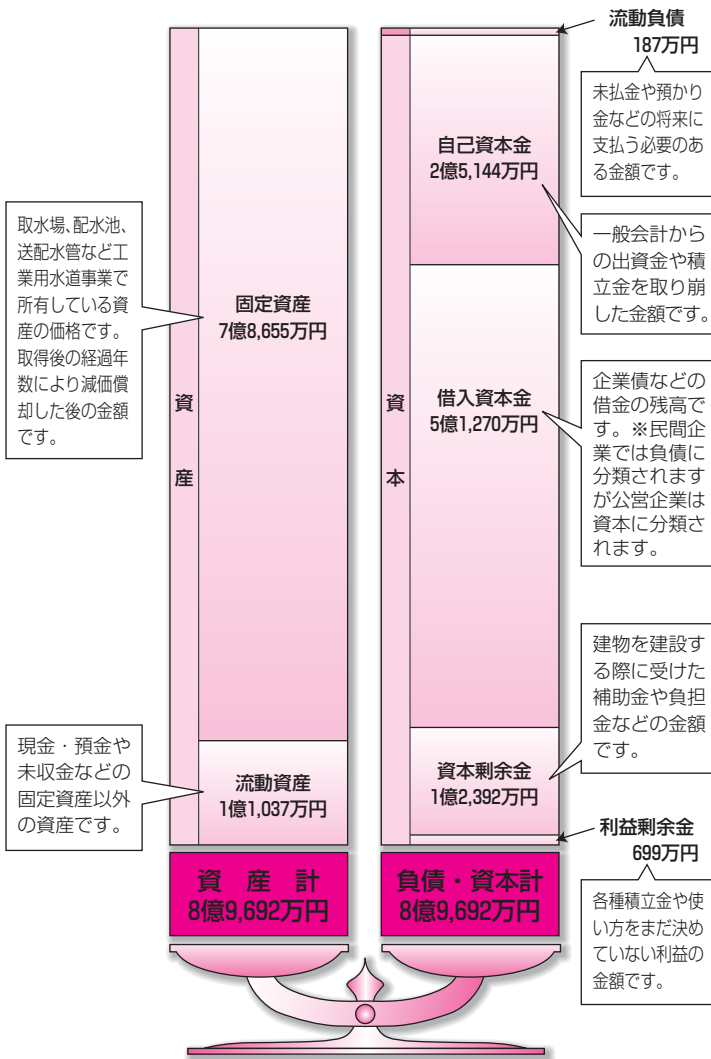 流動負債
187万円
未払金や預かり
金などの将来に
支払う必要のあ
る金額です。
自己資本金
2億5,144万円
一般会計から
の出資金や積
立金を取り崩
した金額です。
取水場、配水池、
送配水管など工
業用水道事業で
所有している資
産の価格です。
取得後の経過年
数により減価償
却した後の金額
です。
固定資産
7億8,655万円
資産
資本
借入資本金
5億1,270万円
企業債などの
借金の残高で
す。※民間企
業では負債に
分類されます
が公営企業は
資本に分類さ
れます。
建物を建設す
る際に受けた
補助金や負担
金などの金額
です。
現金・預金や
未収金などの
固定資産以外
の資産です。
流動資産
1億1,037万円
資本剰余金
1億2,392万円
利益剰余金
699万円
各種積立金や使
い方をまだ決め
ていない利益の
金額です。
資産計
8億9,692万円
負債・資本計
8億9,692万円